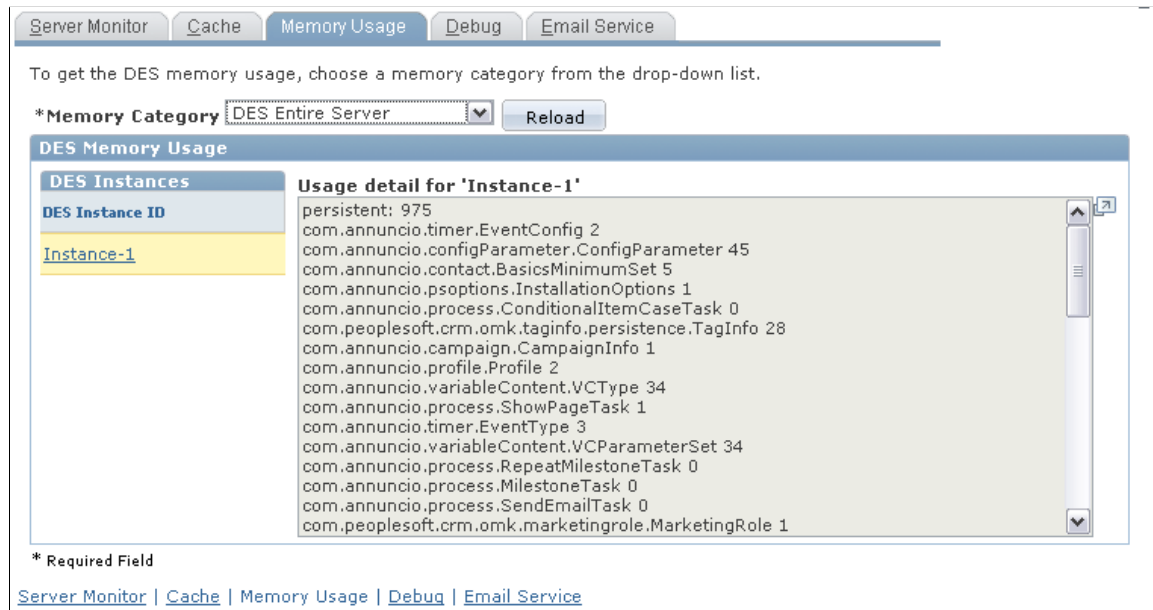 Server Monitor Cache Memory Usage Debug Email Service
To get the DES memory usage, choose a memory category from the drop-down list.
*Memory Category DES Entire Server Reload
DES Memory Usage
DES Instances
DES Instance ID
Instance-1
Usage detail for 'Instance-1'
persistent: 975
com.annuncio.timer.EventConfig 2
com.annuncio.configParameter.ConfigParameter 45
com.annuncio.contact.BasicsMinimumSet 5
com.annuncio.psoptions.InstallationOptions 1
com.annuncio.process.ConditionalItemCaseTask 0
com.peoplesoft.crm.omk.taginfo.persistence.TagInfo 28
com.annuncio.campaign.CampaignInfo 1
com.annuncio.profile.Profile 2
com.annuncio.variableContent.VCType 34
com.annuncio.process.ShowPageTask 1
com.annuncio.timer.EventType 3
com.annuncio.variableContent.VCParameterSet 34
com.annuncio.process.RepeatMilestoneTask 0
com.annuncio.process.MilestoneTask 0
com.annuncio.process.SendEmailTask 0
com.peoplesoft.crm.omk.marketingrole.MarketingRole 1
* Required Field
Server Monitor | Cache | Memory Usage | Debug | Email Service